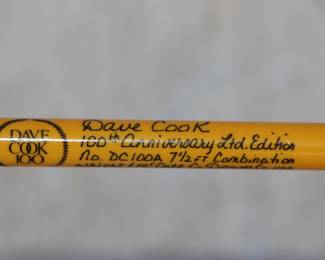 DAVE
COOK
100
Dave Cook
100th Anniversary Ltd. Edition
No. DC100A 7½ FT Combination